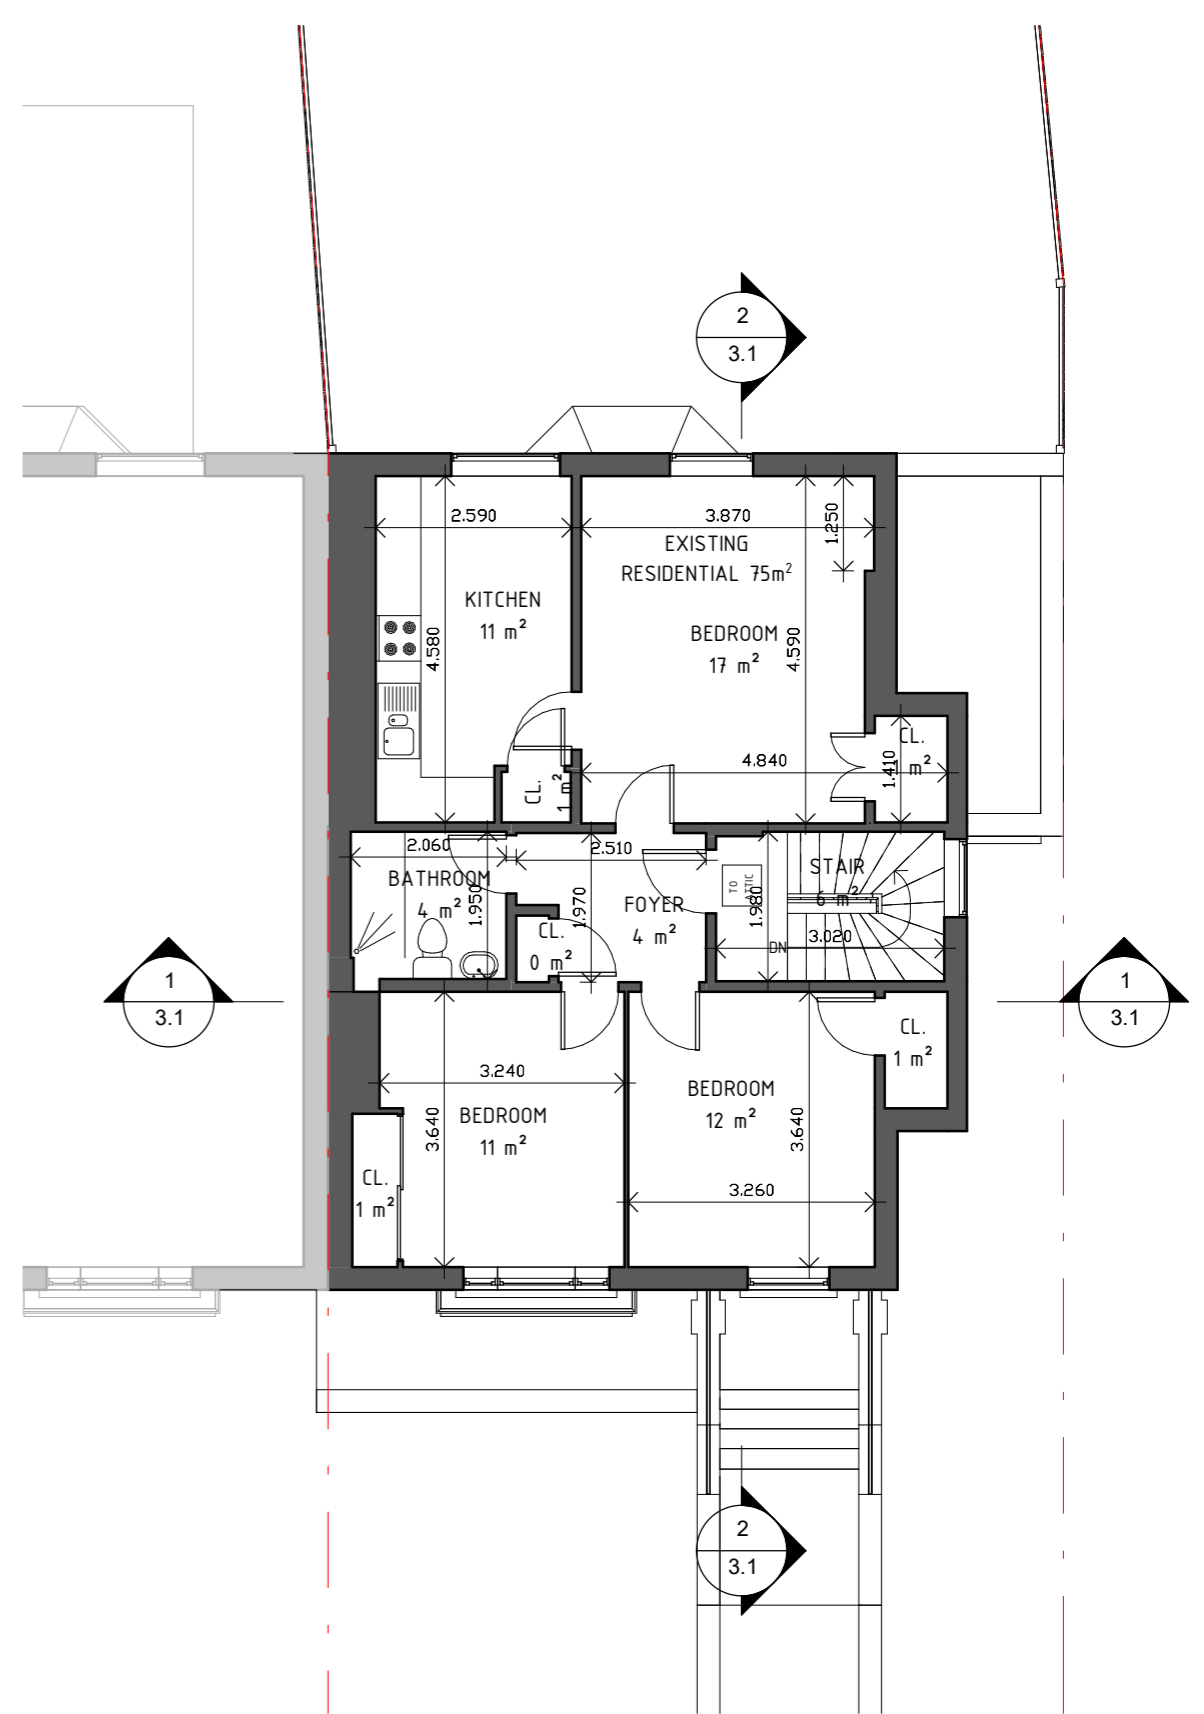 2
3.1
2.590
3.870
1.250
EXISTING
RESIDENTIAL 75m²
KITCHEN
11 m²
4.580
BEDROOM
17 m²
4.590
CL.
1 m²
1.410
4.840
CL.
1 m²
2.060
2.510
BATHROOM
4 m²
1.950
1.970
FOYER
4 m²
CL.
0 m²
TO
ATTIC
1.980
STAIR
6 m²
DN
3.020
1
3.1
1
3.1
3.240
BEDROOM
11 m²
3.640
CL.
1 m²
BEDROOM
12 m²
3.640
CL.
1 m²
3.260
2
3.1